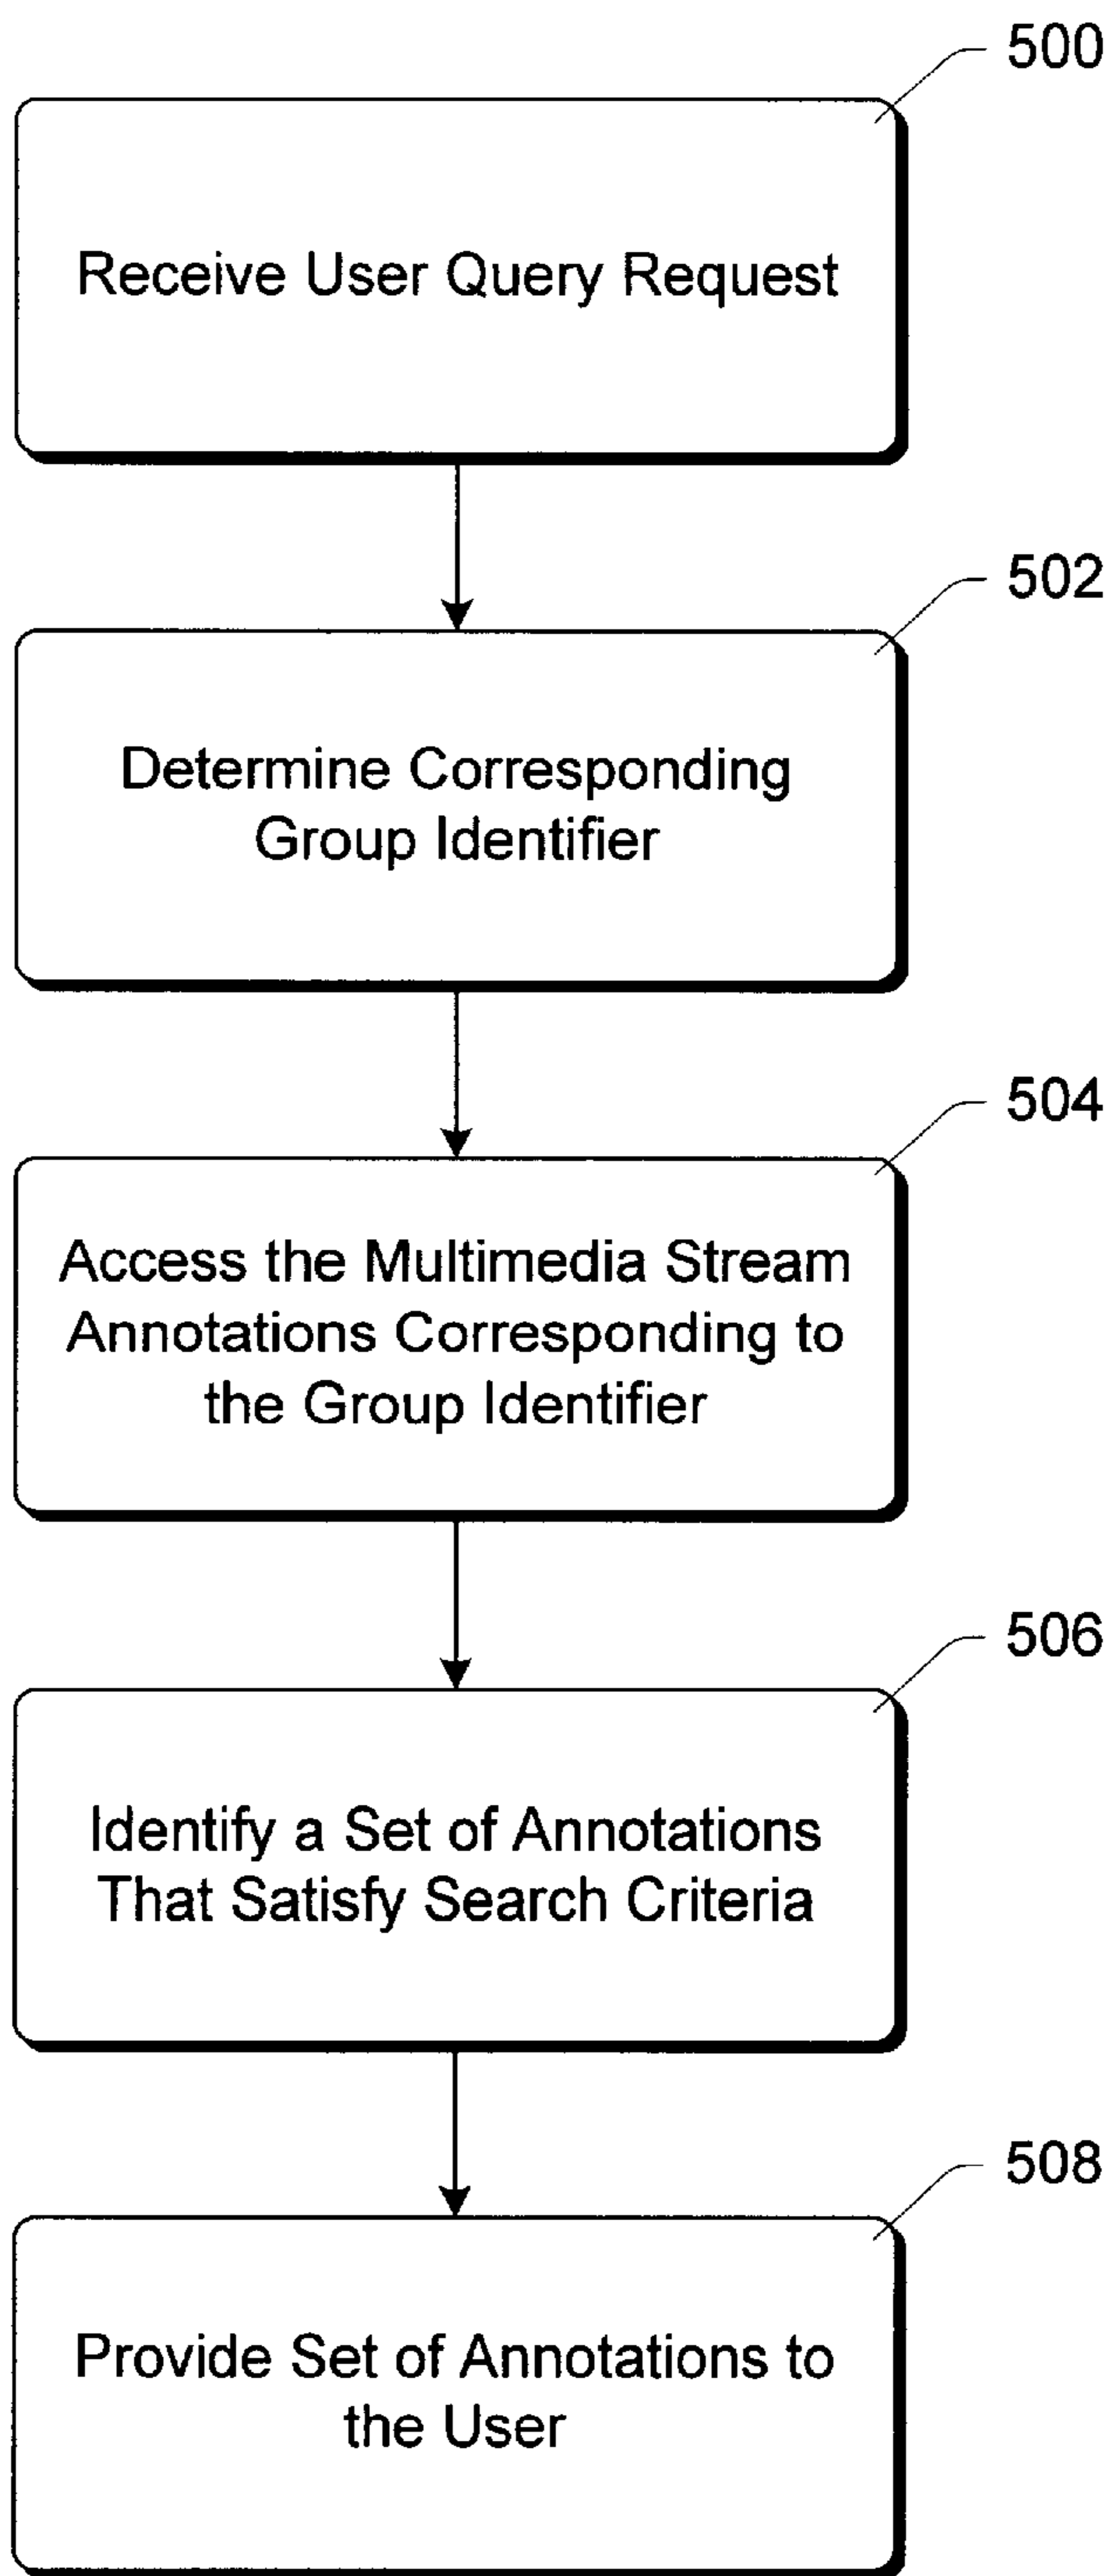 500
Receive User Query Request
502
Determine Corresponding
Group Identifier
504
Access the Multimedia Stream
Annotations Corresponding to
the Group Identifier
506
Identify a Set of Annotations
That Satisfy Search Criteria
508
Provide Set of Annotations to
the User